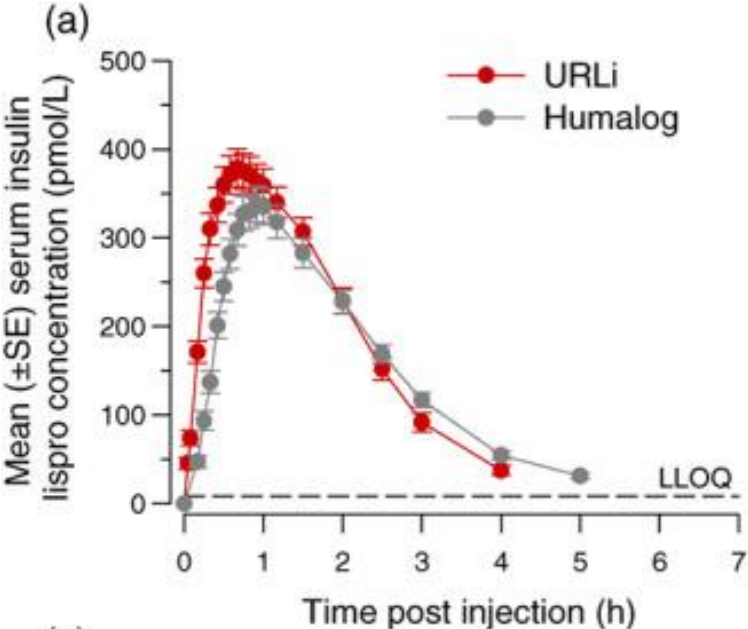 (a)
500
400
300
200
100
0
Mean (±SE) serum insulin
lispro concentration (pmol/L)
URLi
Humalog
LLOQ
0 1 2 3 4 5 6 7
Time post injection (h)